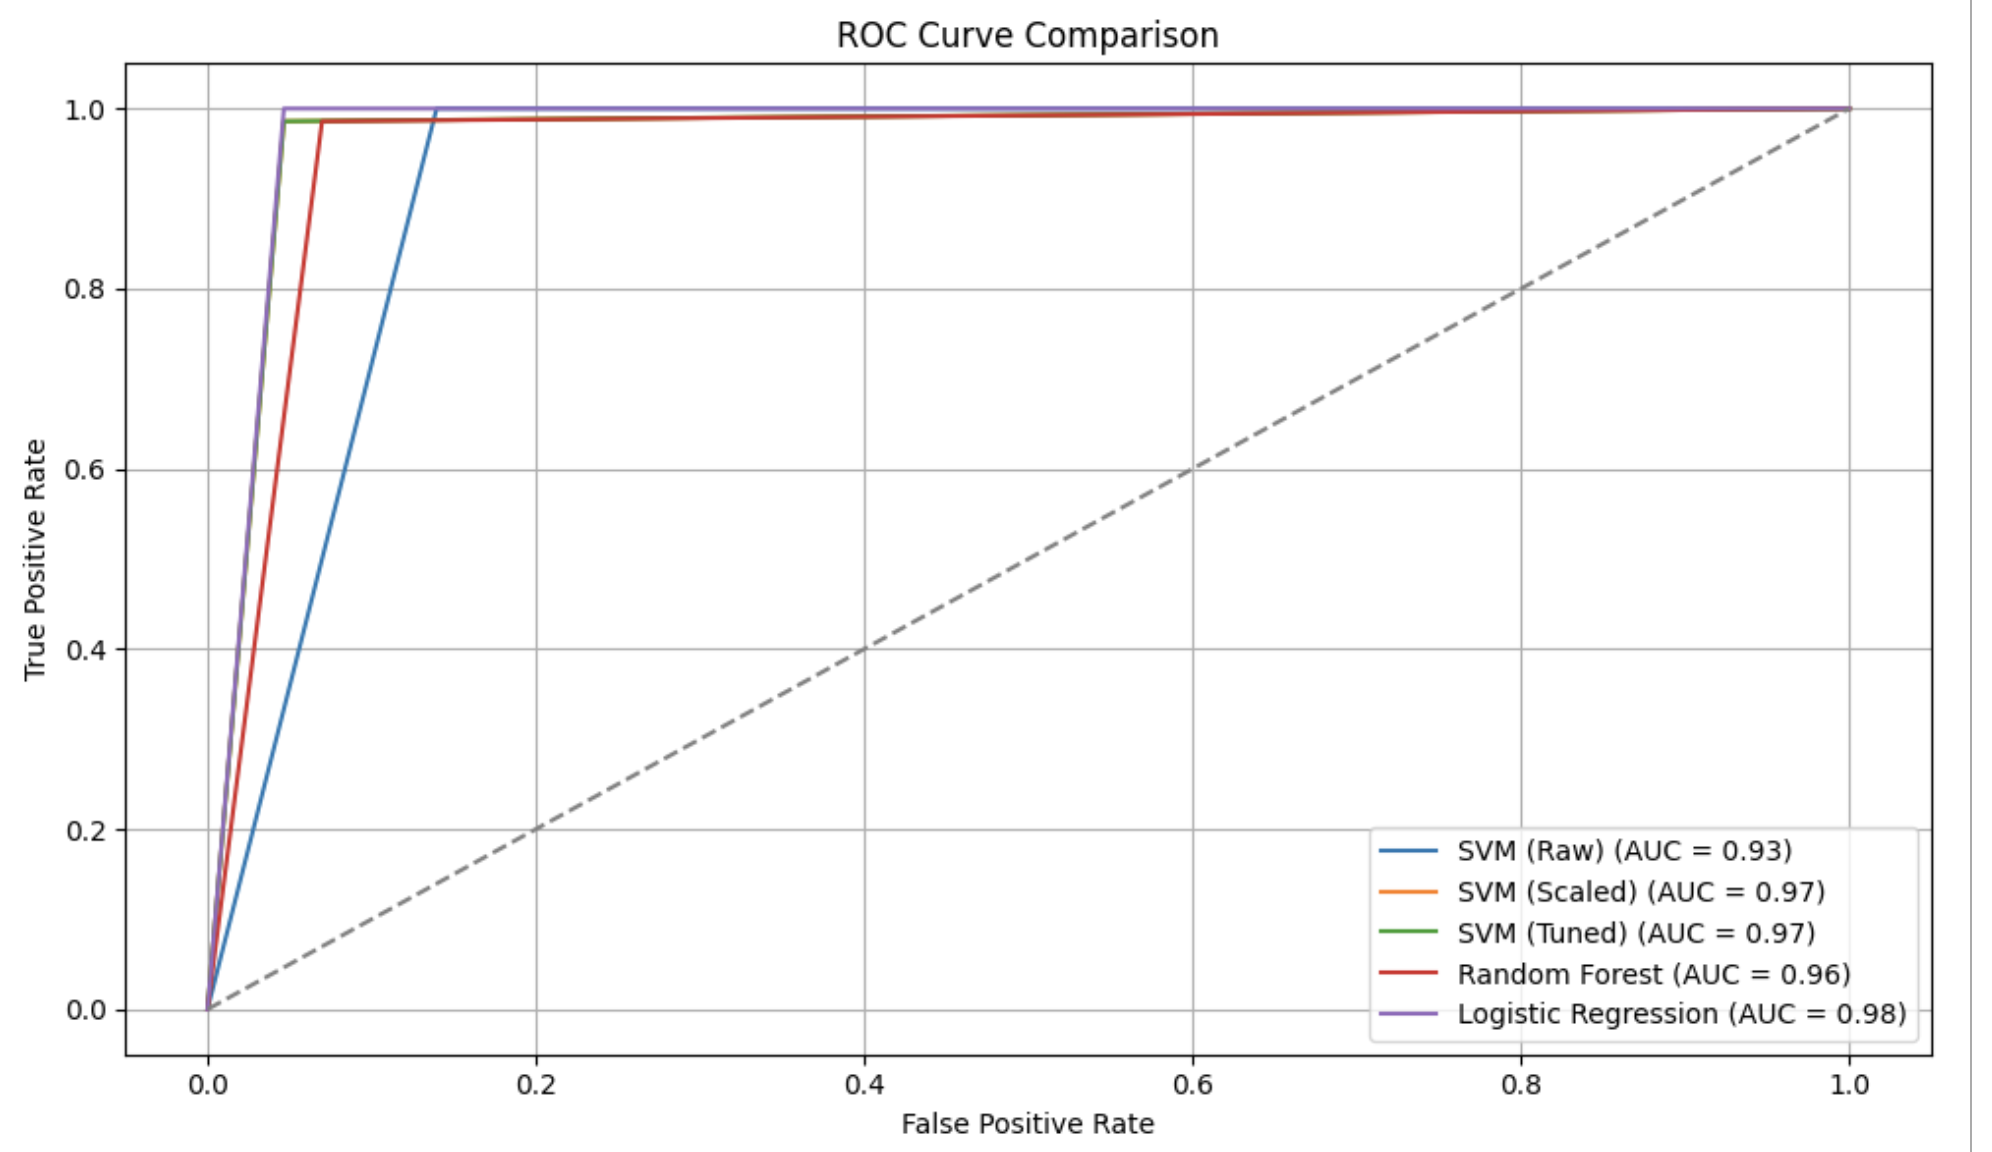 ROC Curve Comparison
1.0
0.8
0.6
0.4
0.2
0.0
True Positive Rate
SVM (Raw) (AUC = 0.93)
SVM (Scaled) (AUC = 0.97)
SVM (Tuned) (AUC = 0.97)
Random Forest (AUC = 0.96)
Logistic Regression (AUC = 0.98)
0.0 0.2 0.4 0.6 0.8 1.0
False Positive Rate